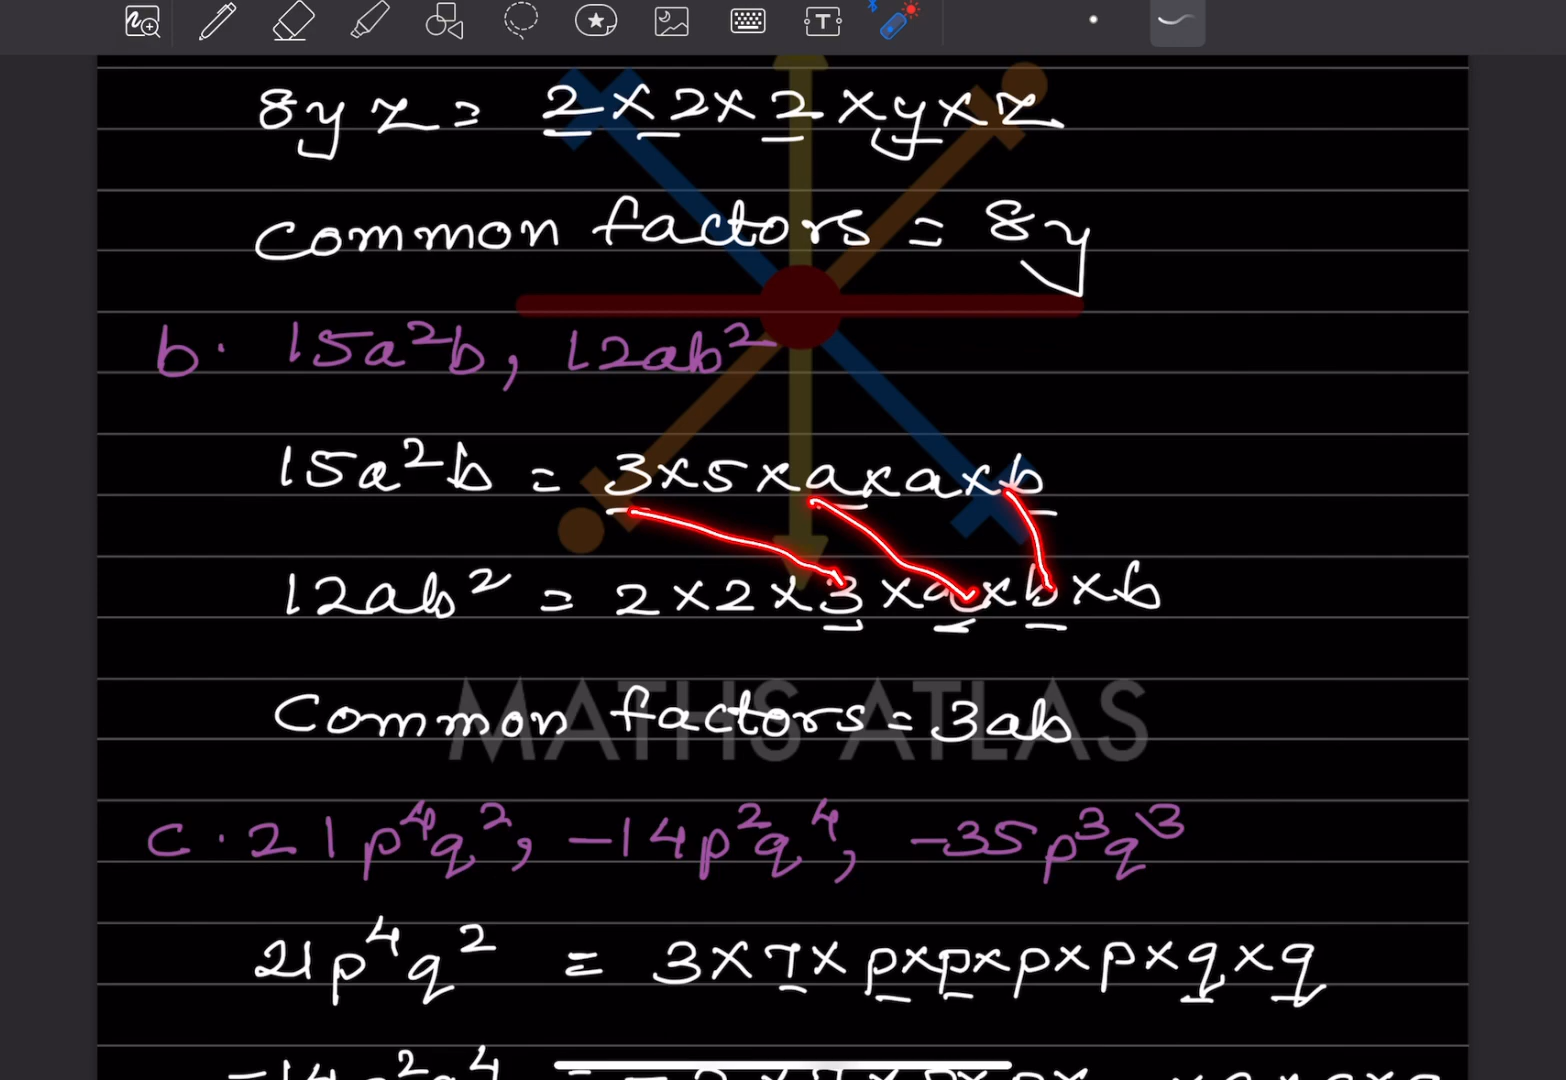 8yz = 2×2×2×y×z
Common factors = 8y
b. 15a²b, 12ab²
15a²b = 3×5×a×a×b
12ab² = 2×2×3×a×b×b
MATHS ATLAS
Common factors = 3ab
c. 21p⁴q², -14p²q⁴, -35p³q³
21p⁴q² = 3×7×p×p×p×p×q×q